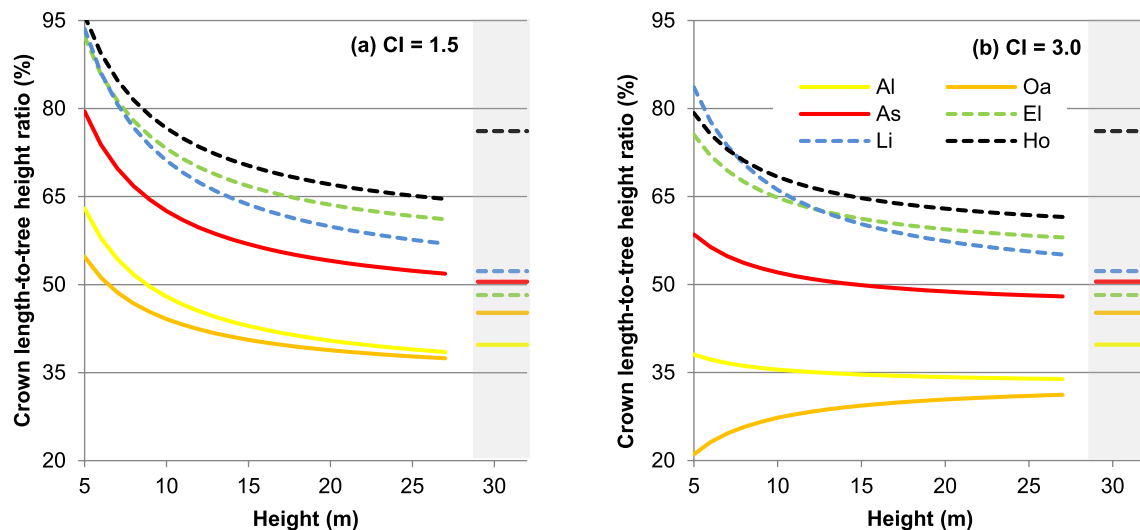 Crown length-to-tree height ratio (%)
95
80
65
50
35
20
(a) CI = 1.5
5
10
15
20
25
30
Height (m)
Crown length-to-tree height ratio (%)
95
80
65
50
35
20
(b) CI = 3.0
Al
Oa
As
El
Li
Ho
5
10
15
20
25
30
Height (m)